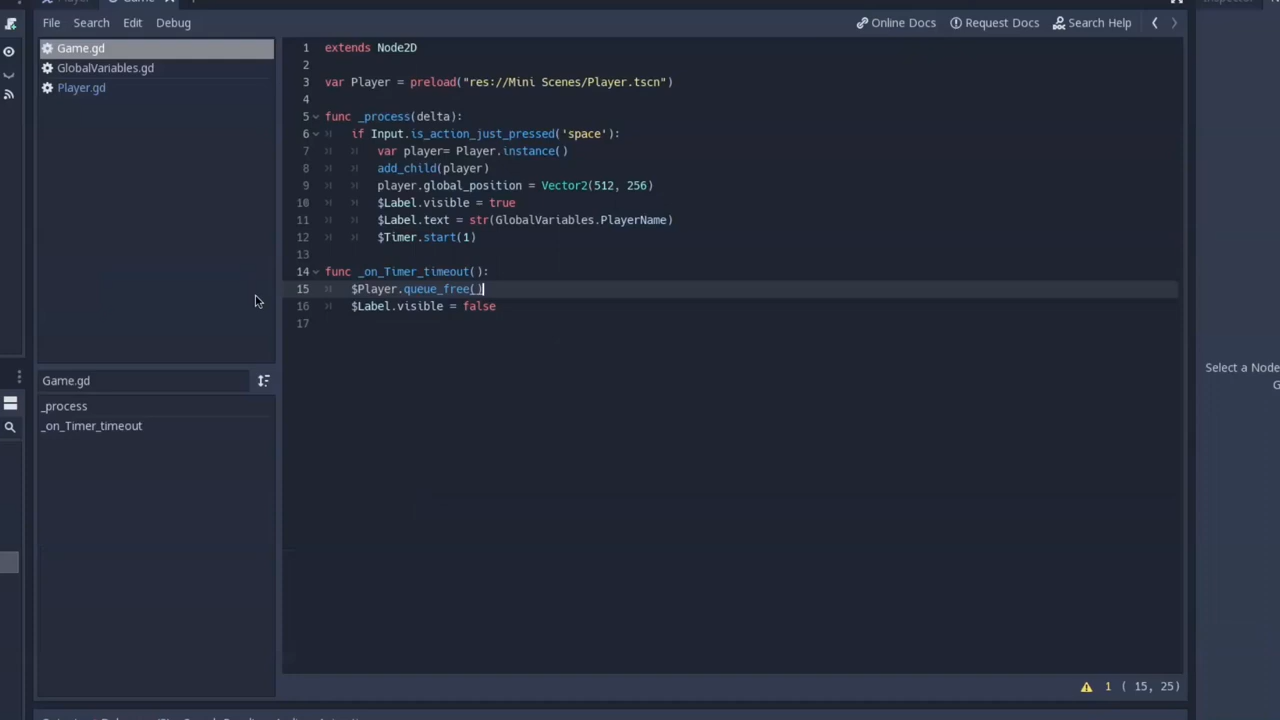 Game
File Search Edit Debug
Online Docs Request Docs Search Help
Game.gd
GlobalVariables.gd
Player.gd
Game.gd
_process
_on_Timer_timeout
1 extends Node2D
2
3 var Player = preload("res://Mini Scenes/Player.tscn")
4
5 func _process(delta):
6 if Input.is_action_just_pressed('space'):
7 var player= Player.instance()
8 add_child(player)
9 player.global_position = Vector2(512, 256)
10 $Label.visible = true
11 $Label.text = str(GlobalVariables.PlayerName)
12 $Timer.start(1)
13
14 func _on_Timer_timeout():
15 $Player.queue_free()
16 $Label.visible = false
17
1 ( 15, 25)
Select a Node